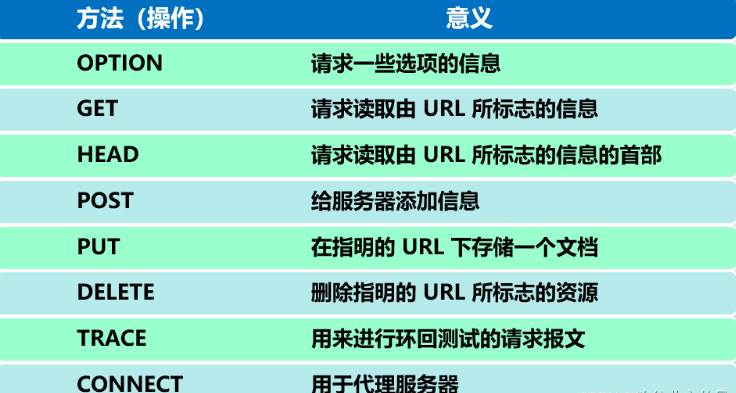 方法（操作） 意义
OPTION 请求一些选项的信息
GET 请求读取由 URL 所标志的信息
HEAD 请求读取由 URL 所标志的信息的首部
POST 给服务器添加信息
PUT 在指明的 URL 下存储一个文档
DELETE 删除指明的 URL 所标志的资源
TRACE 用来进行环回测试的请求报文
CONNECT 用于代理服务器